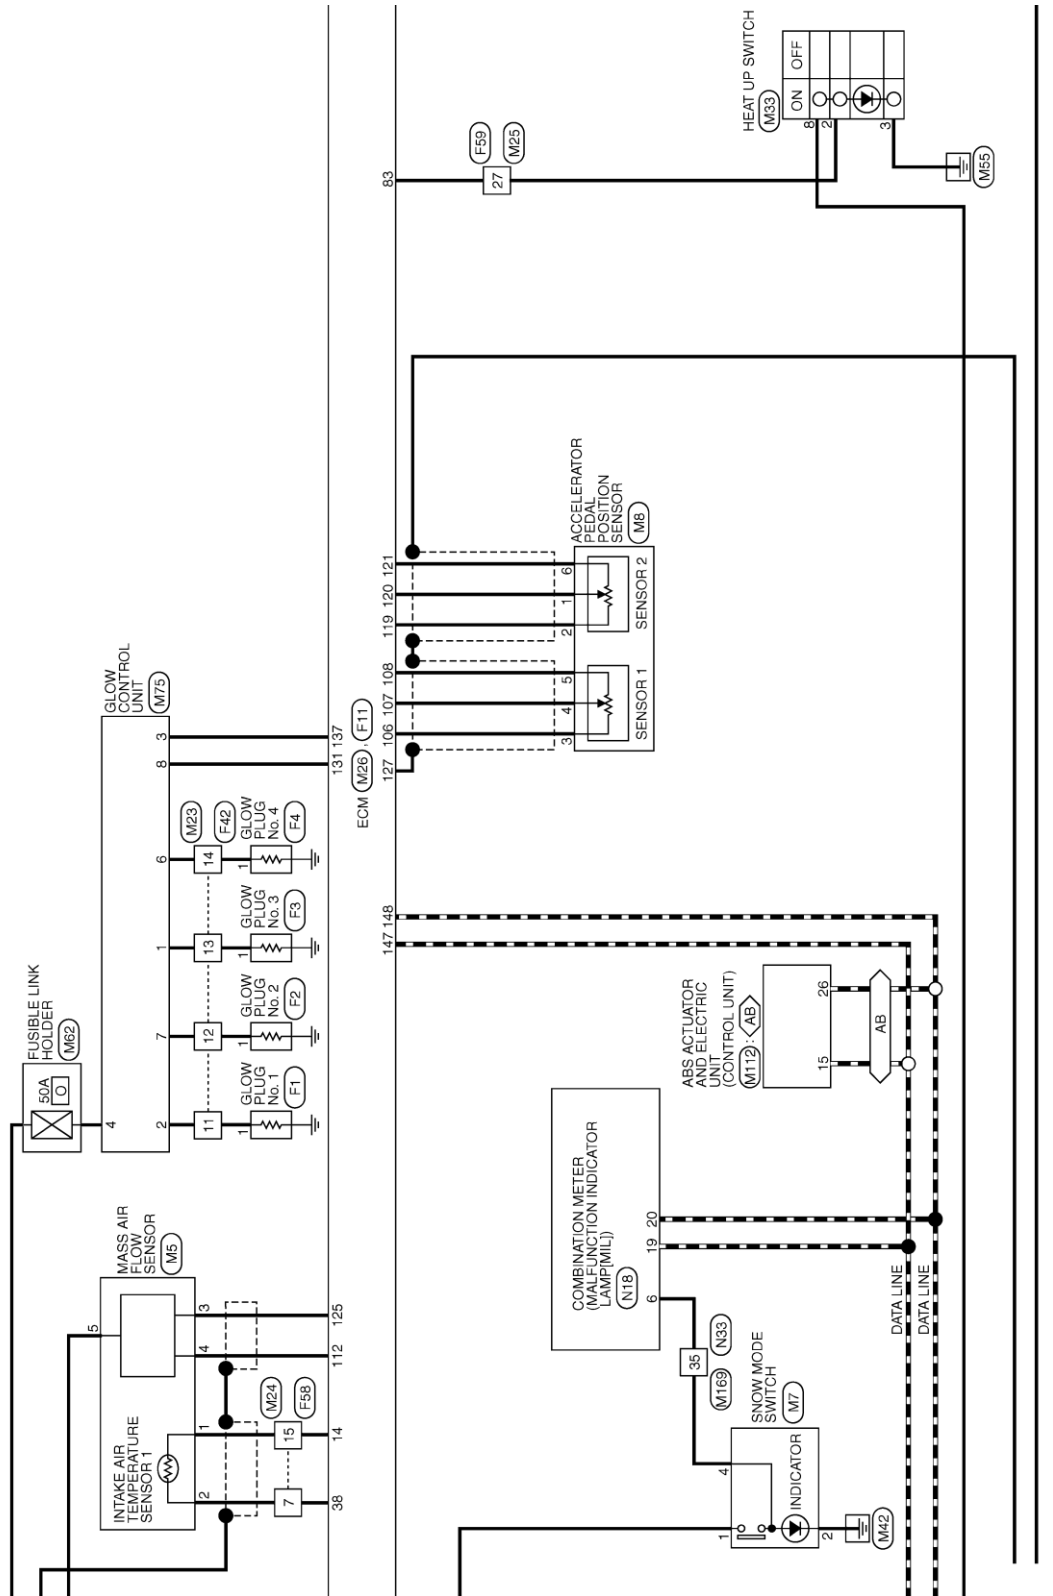 FUSIBLE LINK
HOLDER
M62
50A
O
4
GLOW
CONTROL
UNIT
M75
2
7
1
6
8
3
11
12
13
14
M23
F42
1
GLOW
PLUG
No. 1
F1
1
GLOW
PLUG
No. 2
F2
1
GLOW
PLUG
No. 3
F3
1
GLOW
PLUG
No. 4
F4
131
137
MASS AIR
FLOW
SENSOR
M5
5
INTAKE AIR
TEMPERATURE
SENSOR 1
2
1
4
3
7
15
M24
F58
38
14
112
125
ECM
M26
,
F11
147
148
127
106
107
108
119
120
121
83
3
4
5
2
1
6
SENSOR 1
SENSOR 2
ACCELERATOR
PEDAL
POSITION
SENSOR
M8
27
F59
M25
HEAT UP SWITCH
M33
ON
OFF
8
2
3
M55
COMBINATION METER
(MALFUNCTION INDICATOR
LAMP[MIL])
N18
6
19
20
35
M169
N33
SNOW MODE
SWITCH
M7
1
4
INDICATOR
2
M42
ABS ACTUATOR
AND ELECTRIC
UNIT
(CONTROL UNIT)
M112 : AB
15
26
AB
DATA LINE
DATA LINE